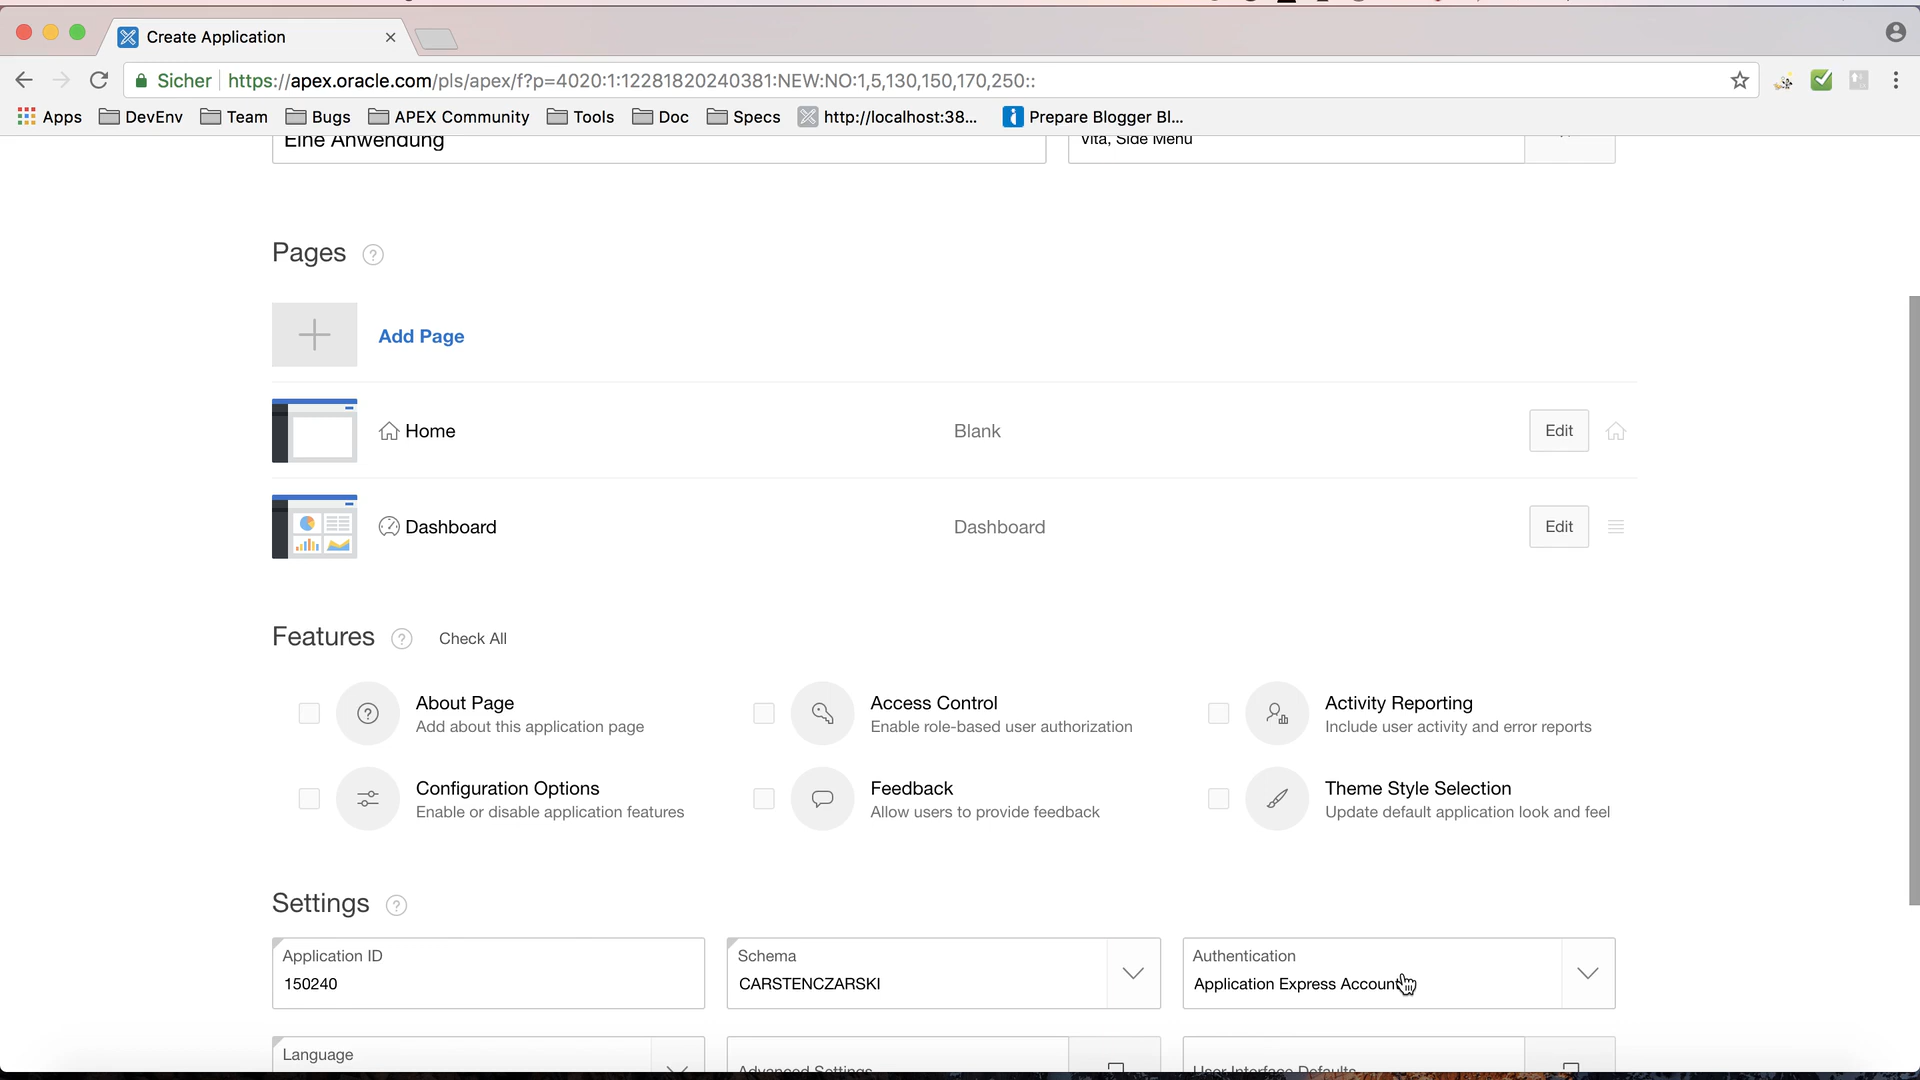 Create Application
Sicher https://apex.oracle.com/pls/apex/f?p=4020:1:12281820240381:NEW:NO:1,5,130,150,170,250::
Apps DevEnv Team Bugs APEX Community Tools Doc Specs http://localhost:38... Prepare Blogger Bl...
Eine Anwendung
Vita, Side Menu
Pages ?
Add Page
Home Blank Edit
Dashboard Dashboard Edit
Features ? Check All
About Page
Add about this application page
Access Control
Enable role-based user authorization
Activity Reporting
Include user activity and error reports
Configuration Options
Enable or disable application features
Feedback
Allow users to provide feedback
Theme Style Selection
Update default application look and feel
Settings ?
Application ID
150240
Schema
CARSTENCZARSKI
Authentication
Application Express Accounts
Language
Advanced Settings
User Interface Defaults